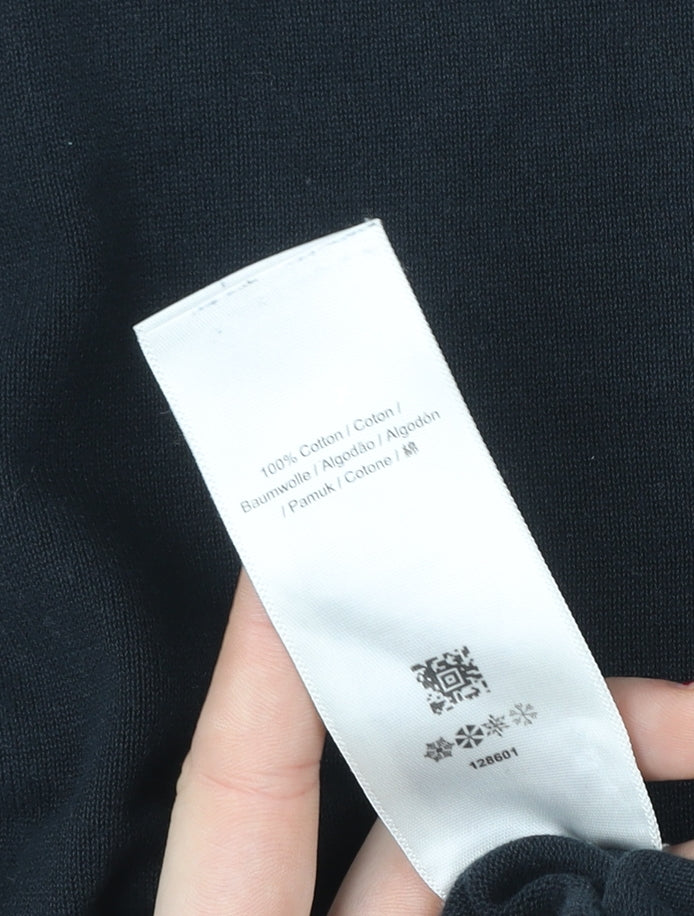 100% Cotton / Coton /
Baumwolle / Algodão / Algodón
/ Pamuk / Cotone / 綿
128601